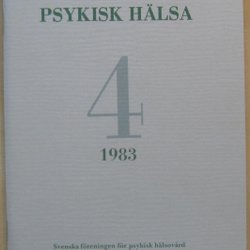 PSYKISK HÄLSA
4
1983
Svenska föreningen för psykisk hälsovård